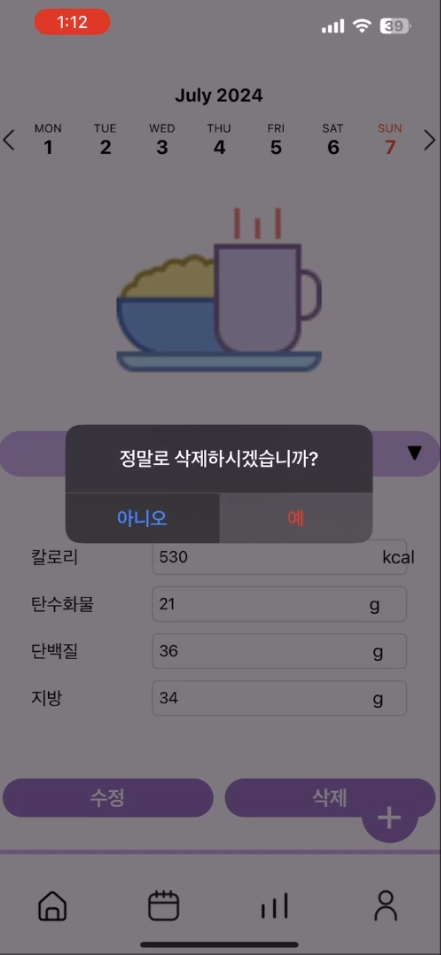 1:12
39
July 2024
MON TUE WED THU FRI SAT SUN
1 2 3 4 5 6 7
정말로 삭제하시겠습니까?
아니오 예
칼로리 530 kcal
탄수화물 21 g
단백질 36 g
지방 34 g
수정 삭제
+